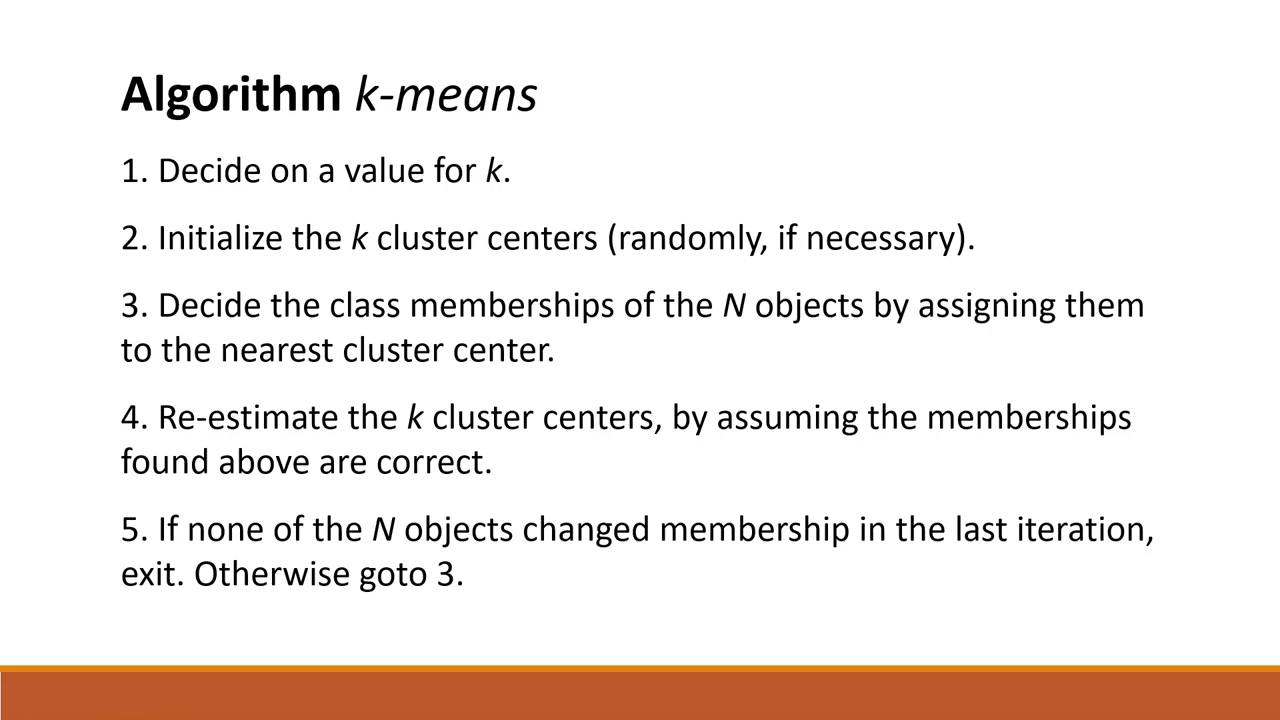 Algorithm k-means
1. Decide on a value for k.
2. Initialize the k cluster centers (randomly, if necessary).
3. Decide the class memberships of the N objects by assigning them
to the nearest cluster center.
4. Re-estimate the k cluster centers, by assuming the memberships
found above are correct.
5. If none of the N objects changed membership in the last iteration,
exit. Otherwise goto 3.